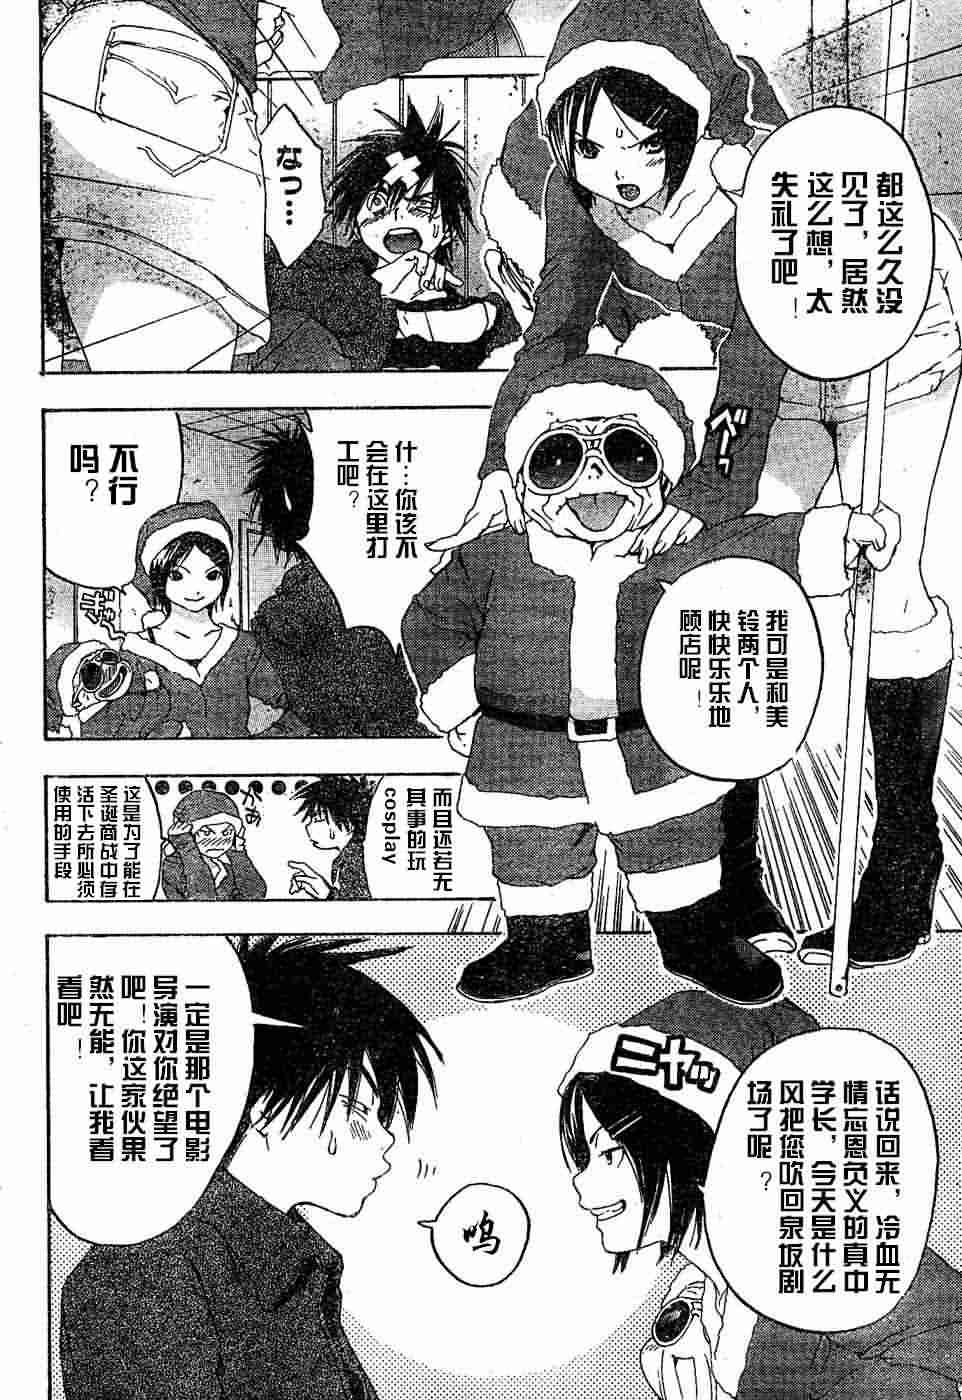 都这么久没
见了，居然
这么想，太
失礼了吧！
なっ…
我可是和美
铃两个人，
快快乐乐地
顾店呢！
什…你该不
会在这里打
工吧？
不行
吗？
而且还若无
其事的玩
cosplay
这是为了能在
圣诞商战中存
活下去所必须
使用的手段
话说回来，冷血无
情忘恩负义的真中
学长，今天是什么
风把您吹回泉坂剧
场了呢？
ニヤッ
呜
一定是那个电影
导演对你绝望了
吧！你这家伙果
然无能，让我看
看吧！